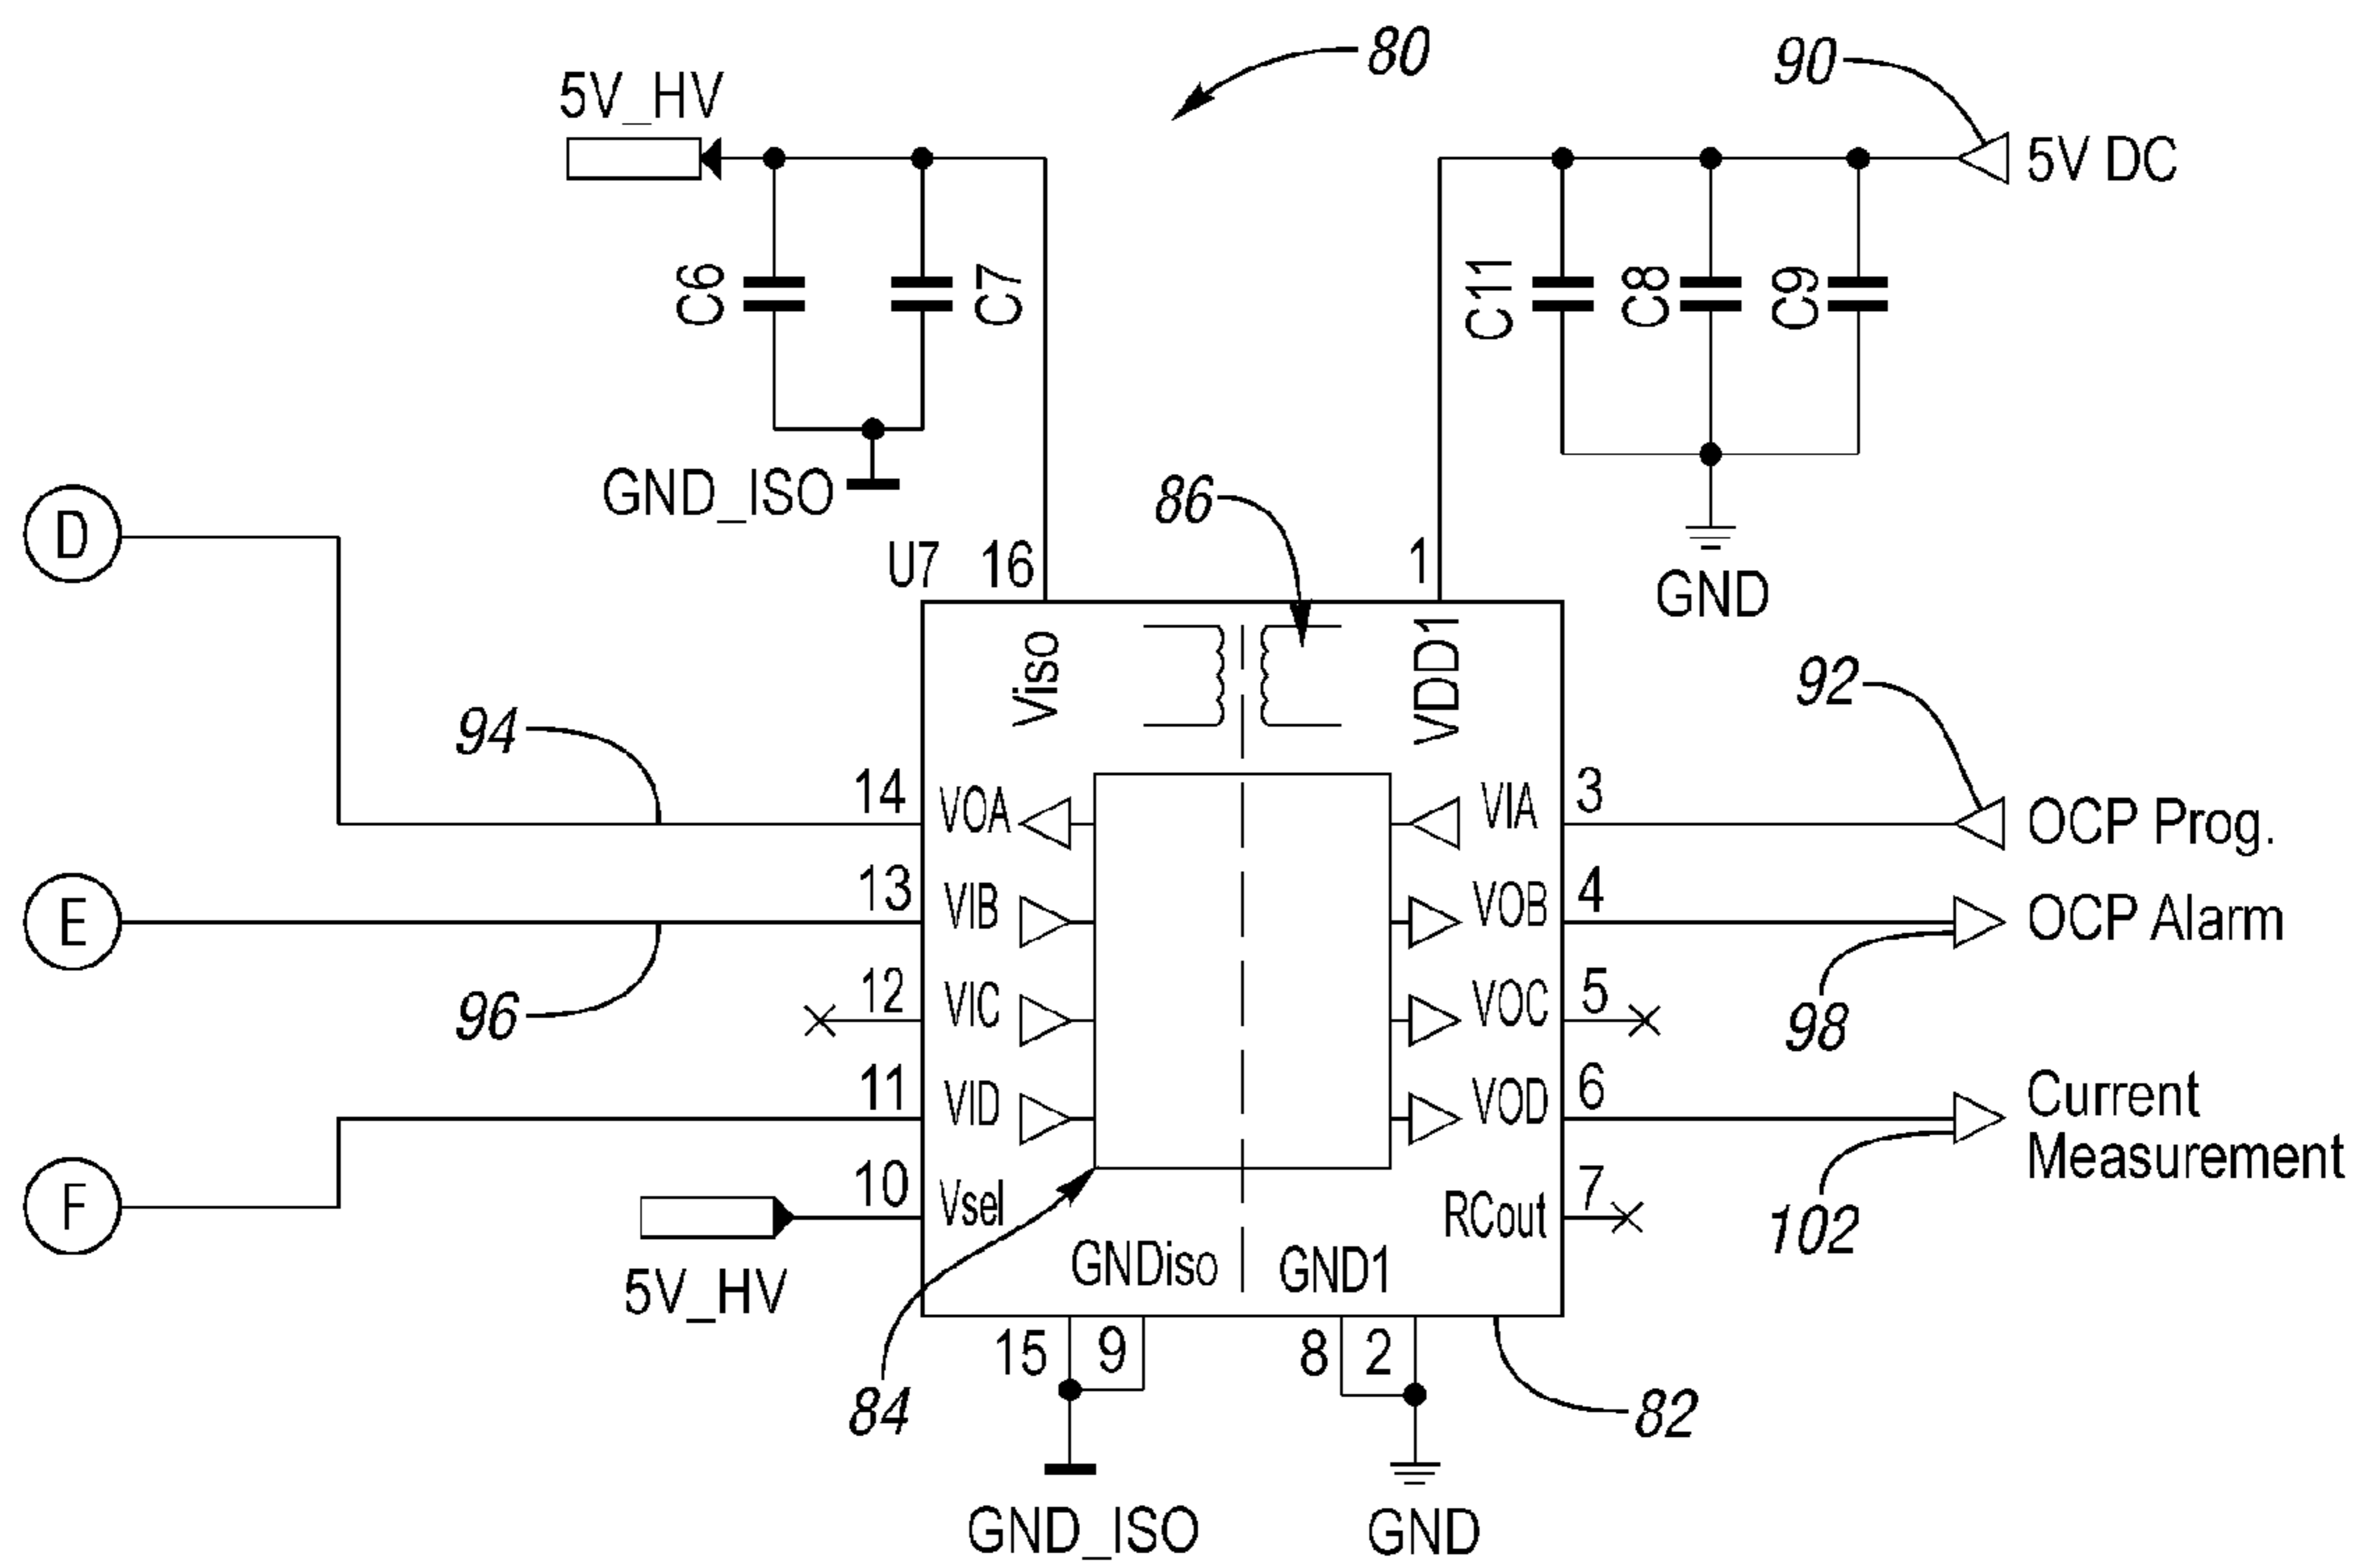 80
90
5V_HV
5V DC
C6
C7
C11
C8
C9
GND_ISO
86
D
U7
16
1
GND
Viso
VDD1
92
94
14
VOA
VIA
3
OCP Prog.
E
13
VIB
VOB
4
OCP Alarm
96
12
VIC
VOC
5
98
11
VID
VOD
6
Current
Measurement
F
10
Vsel
RCout
7
102
5V_HV
GNDiso
GND1
15
9
8
2
84
82
GND_ISO
GND